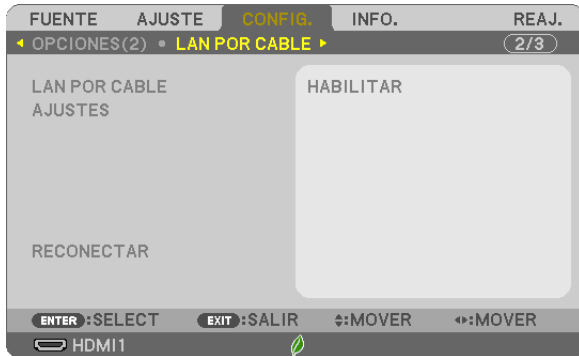 FUENTE AJUSTE CONFIG. INFO. REAJ.
OPCIONES(2) • LAN POR CABLE 2/3
LAN POR CABLE HABILITAR
AJUSTES
RECONECTAR
ENTER :SELECT EXIT :SALIR :MOVER :MOVER
HDMI1